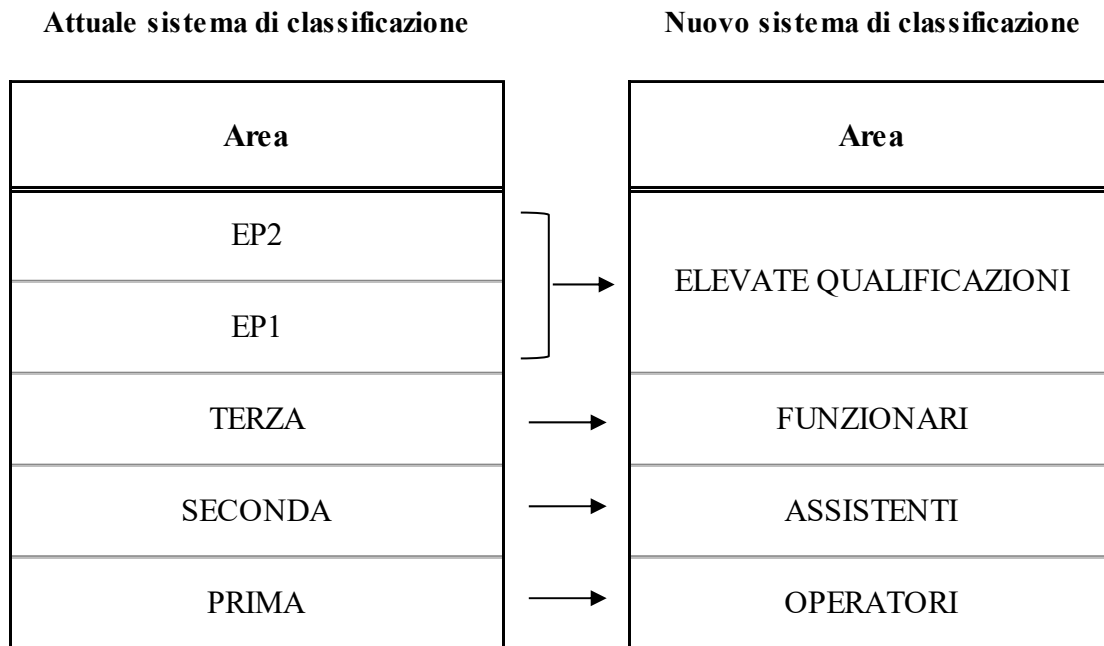 Attuale sistema di classificazione
Nuovo sistema di classificazione
Area
Area
EP2
EP1
ELEVATE QUALIFICAZIONI
TERZA
FUNZIONARI
SECONDA
ASSISTENTI
PRIMA
OPERATORI